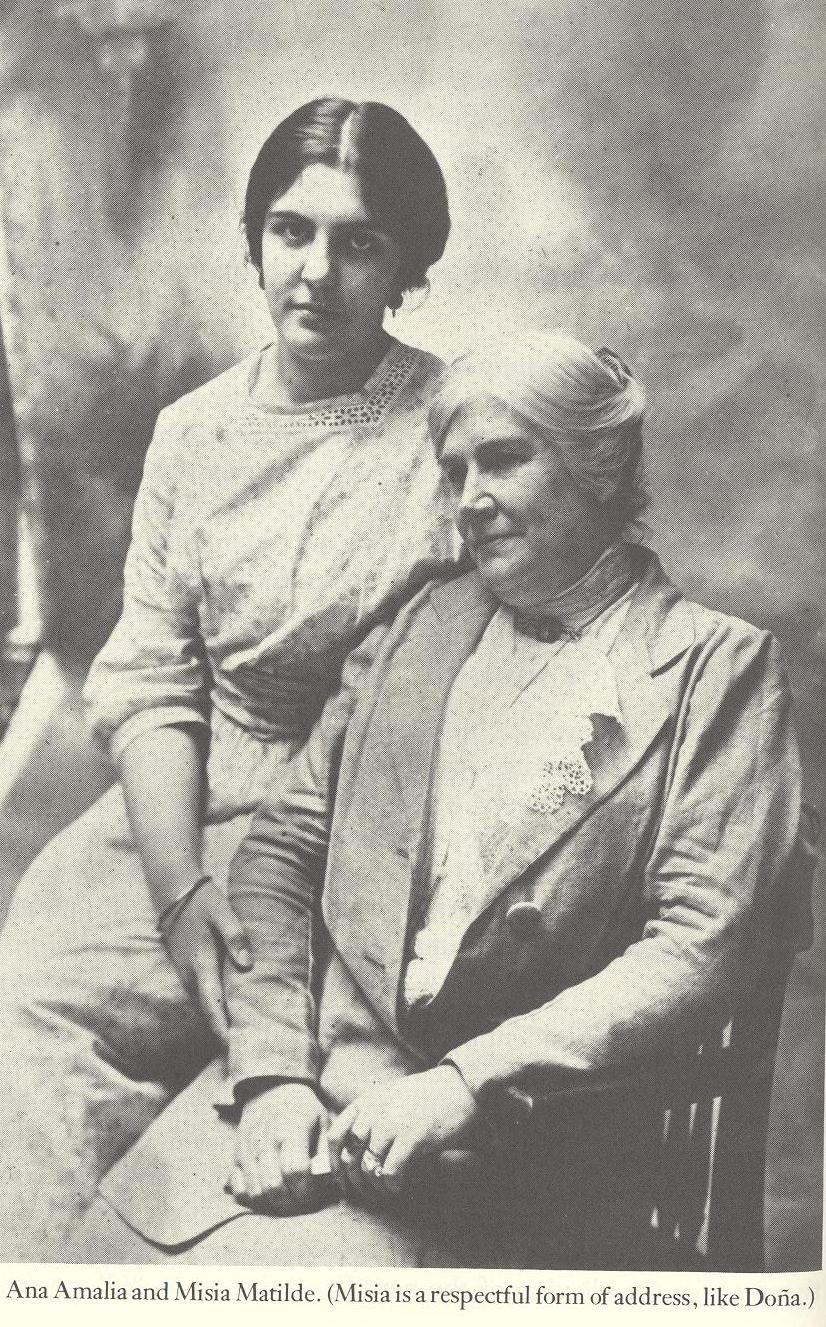 Ana Amalia and Misia Matilde. (Misia is a respectful form of address, like Doña.)